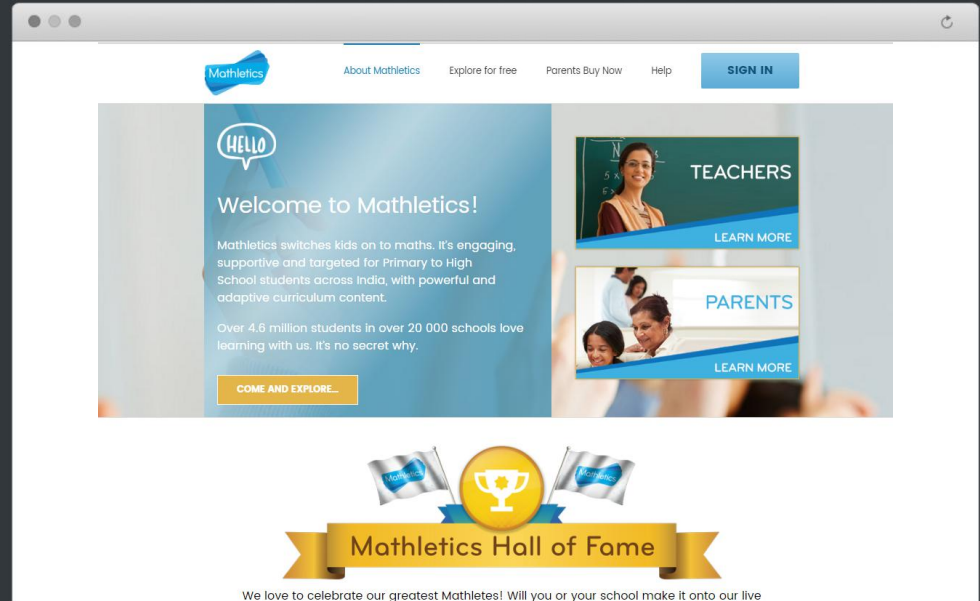 Mathletics
About Mathletics
Explore for free
Parents Buy Now
Help
SIGN IN
HELLO
Welcome to Mathletics!
Mathletics switches kids on to maths. It's engaging,
supportive and targeted for Primary to High
School students across India, with powerful and
adaptive curriculum content.
Over 4.6 million students in over 20 000 schools love
learning with us. It's no secret why.
COME AND EXPLORE...
TEACHERS
LEARN MORE
PARENTS
LEARN MORE
Mathletics
Mathletics
Mathletics Hall of Fame
We love to celebrate our greatest Mathletes! Will you or your school make it onto our live